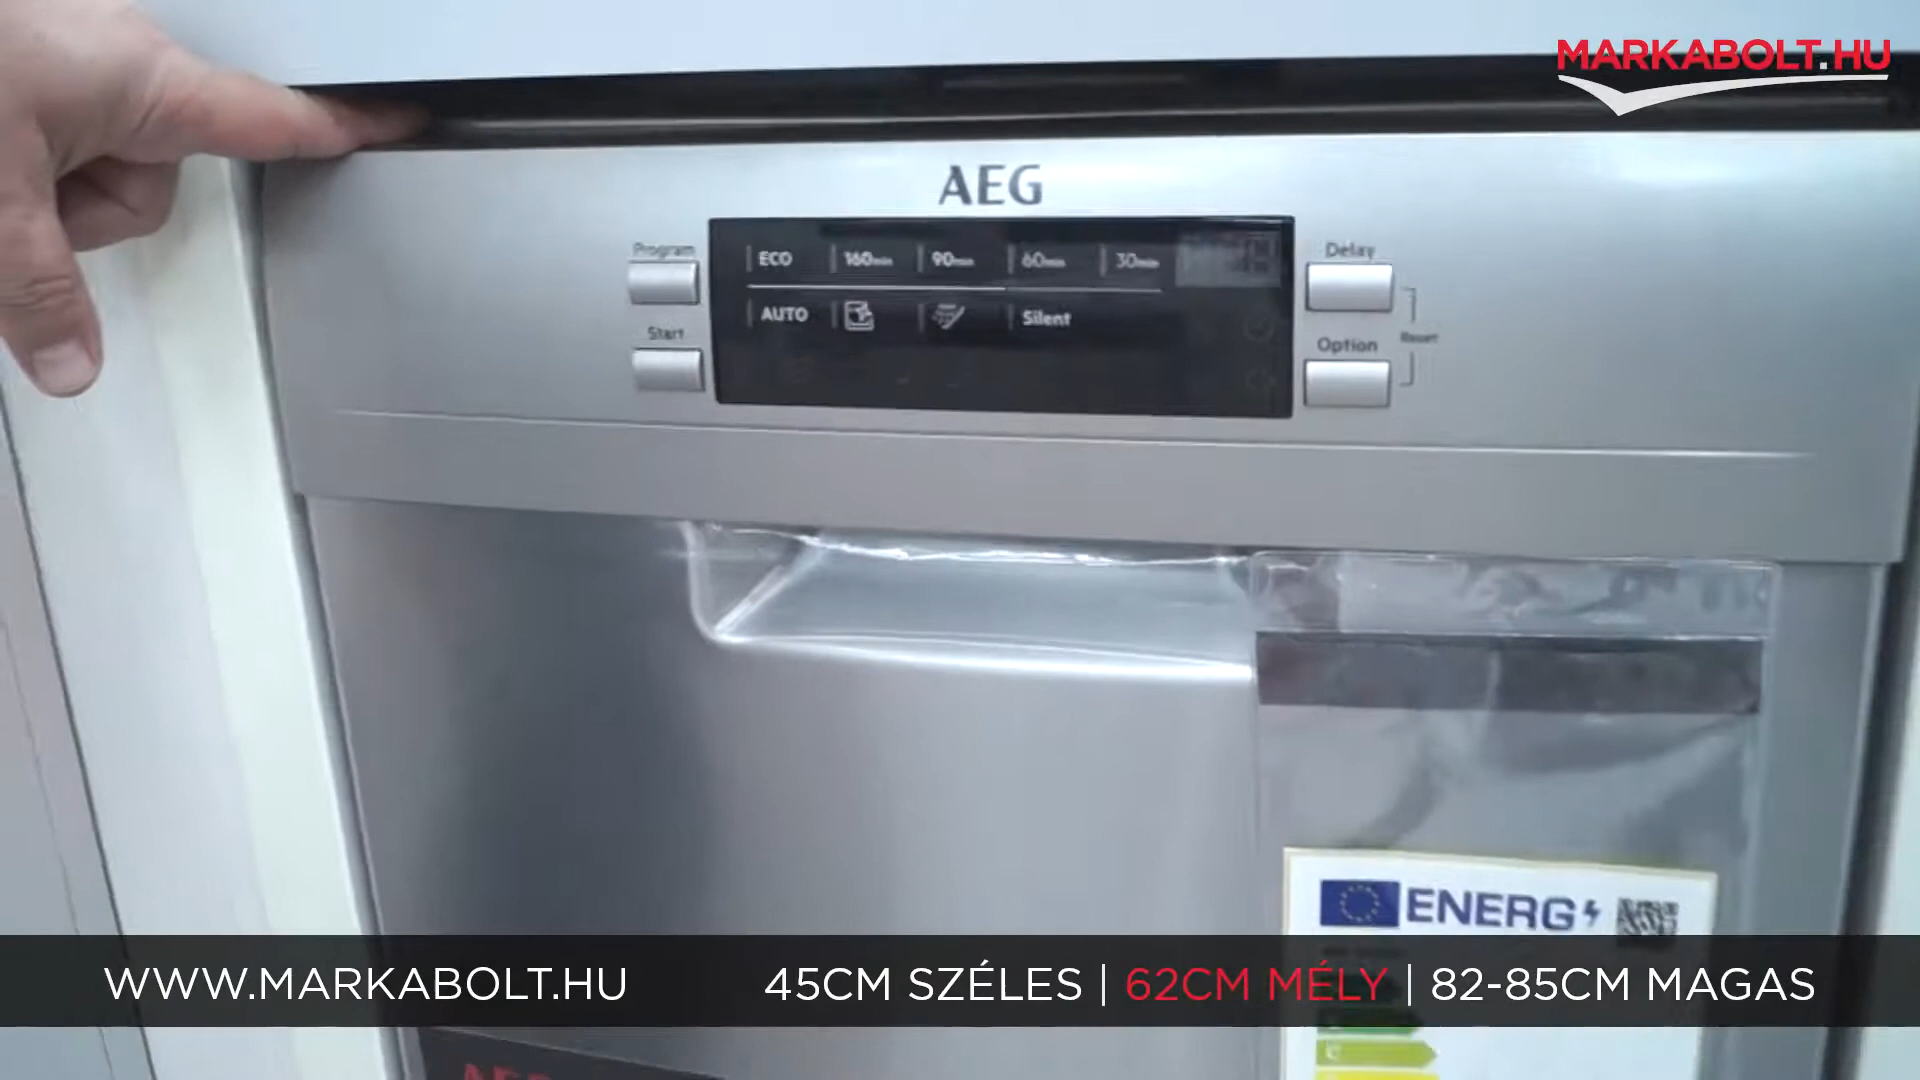 MARKABOLT.HU
AEG
Program
ECO 160min 90min 60min 30min
Delay
AUTO Silent
Start
Option
Reset
ENERG
WWW.MARKABOLT.HU 45CM SZÉLES | 62CM MÉLY | 82-85CM MAGAS
C
AEG